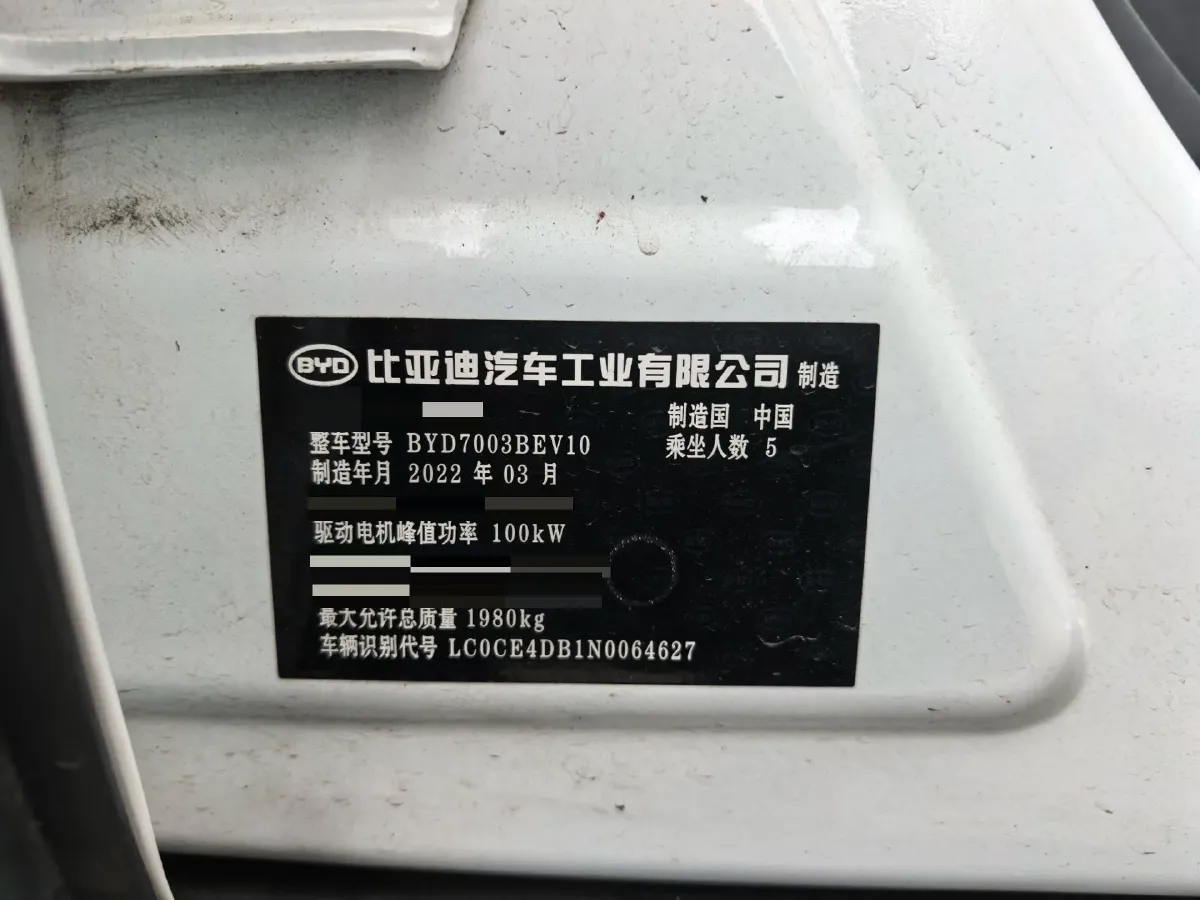 BYD 比亚迪汽车工业有限公司 制造
制造国 中国
整车型号 BYD7003BEV10
乘坐人数 5
制造年月 2022 年 03 月
驱动电机峰值功率 100kW
最大允许总质量 1980kg
车辆识别代号 LC0CE4DB1N0064627